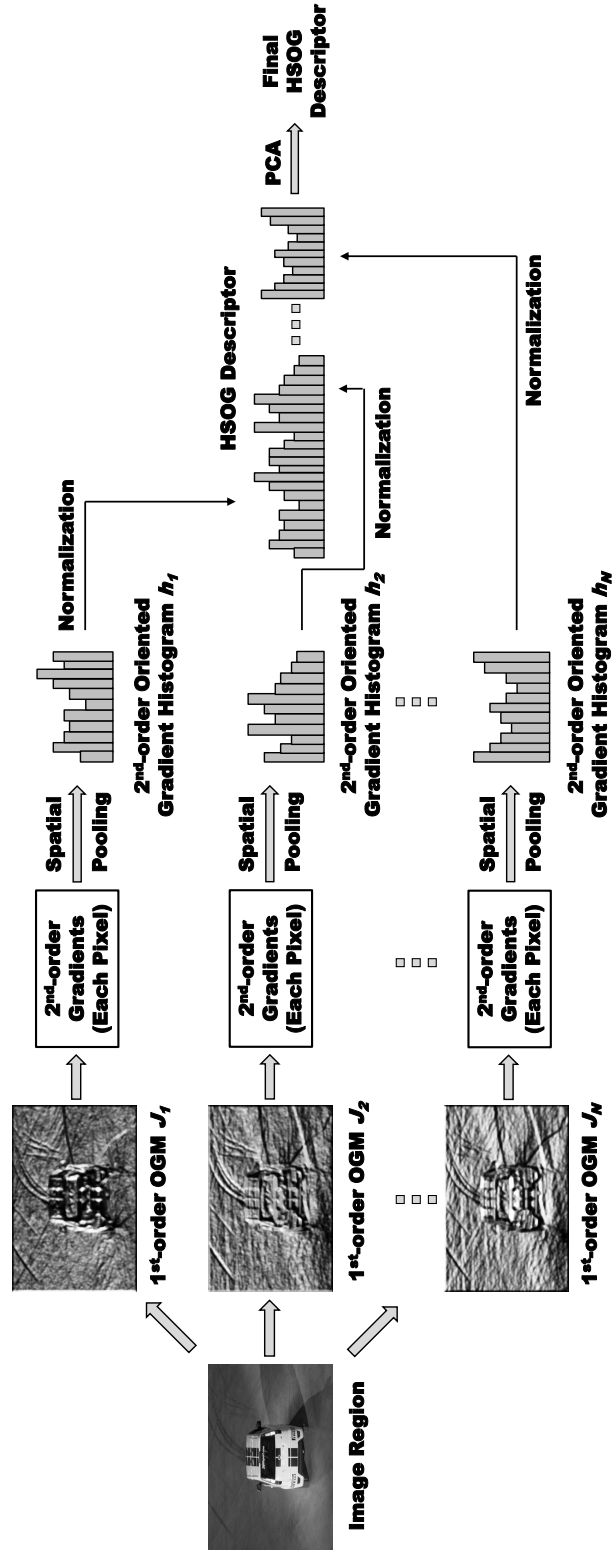 Image Region
1st-order OGM J1
2nd-order
Gradients
(Each Pixel)
Spatial
Pooling
2nd-order Oriented
Gradient Histogram h1
Normalization
1st-order OGM J2
2nd-order
Gradients
(Each Pixel)
Spatial
Pooling
2nd-order Oriented
Gradient Histogram h2
Normalization
1st-order OGM JN
2nd-order
Gradients
(Each Pixel)
Spatial
Pooling
2nd-order Oriented
Gradient Histogram hN
Normalization
HSOG Descriptor
PCA
Final
HSOG
Descriptor